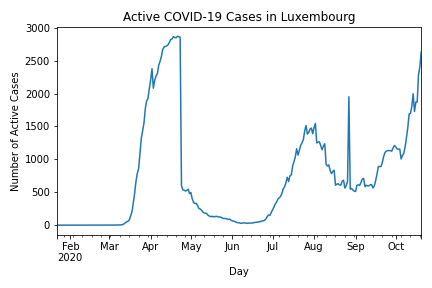 Active COVID-19 Cases in Luxembourg
Number of Active Cases
3000
2500
2000
1500
1000
500
0
Feb Mar Apr May Jun Jul Aug Sep Oct
2020
Day